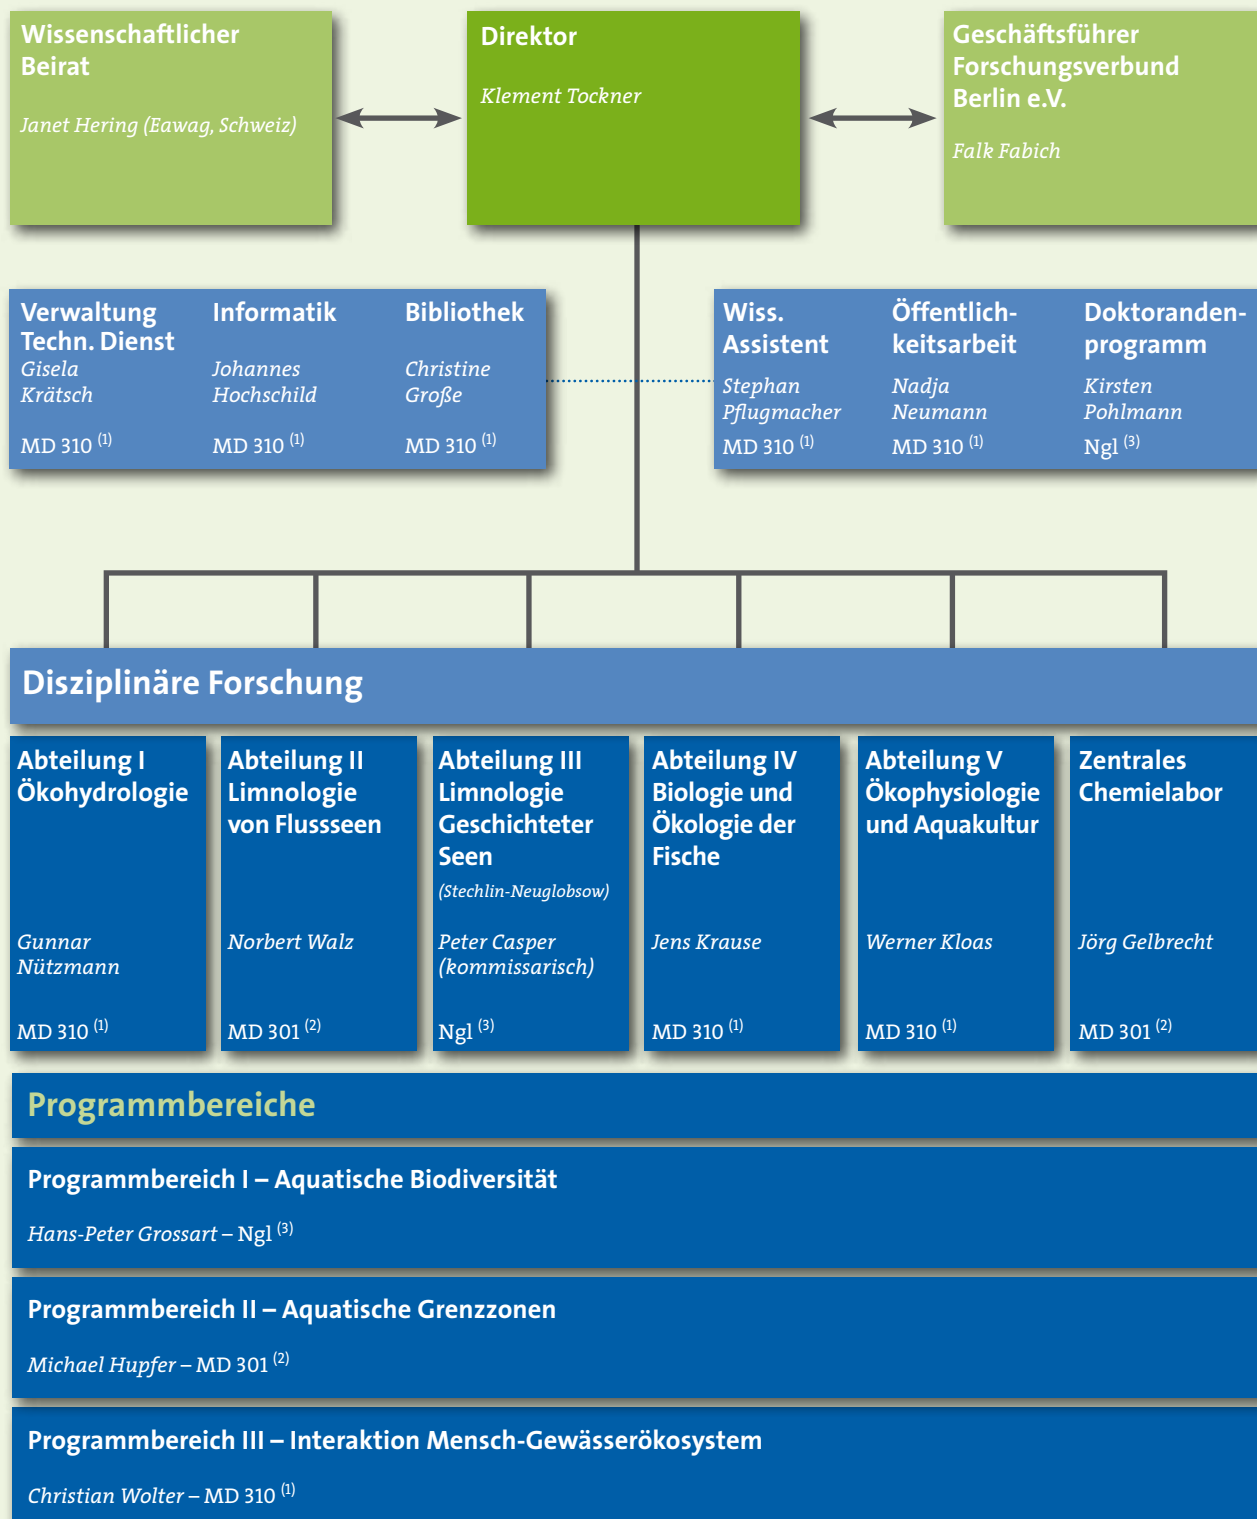 Wissenschaftlicher
Beirat
Janet Hering (Eawag, Schweiz)
Direktor
Klement Tockner
Geschäftsführer
Forschungsverbund
Berlin e.V.
Falk Fabich
Verwaltung
Techn. Dienst
Gisela
Krätsch
MD 310 (1)
Informatik
Johannes
Hochschild
MD 310 (1)
Bibliothek
Christine
Große
MD 310 (1)
Wiss.
Assistent
Stephan
Pflugmacher
MD 310 (1)
Öffentlich-
keitsarbeit
Nadja
Neumann
MD 310 (1)
Doktoranden-
programm
Kirsten
Pohlmann
Ngl (3)
Disziplinäre Forschung
Abteilung I
Ökohydrologie
Gunnar
Nützmann
MD 310 (1)
Abteilung II
Limnologie
von Flussseen
Norbert Walz
MD 301 (2)
Abteilung III
Limnologie
Geschichteter
Seen
(Stechlin-Neuglobsow)
Peter Casper
(kommissarisch)
Ngl (3)
Abteilung IV
Biologie und
Ökologie der
Fische
Jens Krause
MD 310 (1)
Abteilung V
Ökophysiologie
und Aquakultur
Werner Kloas
MD 310 (1)
Zentrales
Chemielabor
Jörg Gelbrecht
MD 301 (2)
Programmbereiche
Programmbereich I – Aquatische Biodiversität
Hans-Peter Grossart – Ngl (3)
Programmbereich II – Aquatische Grenzzonen
Michael Hupfer – MD 301 (2)
Programmbereich III – Interaktion Mensch-Gewässerökosystem
Christian Wolter – MD 310 (1)